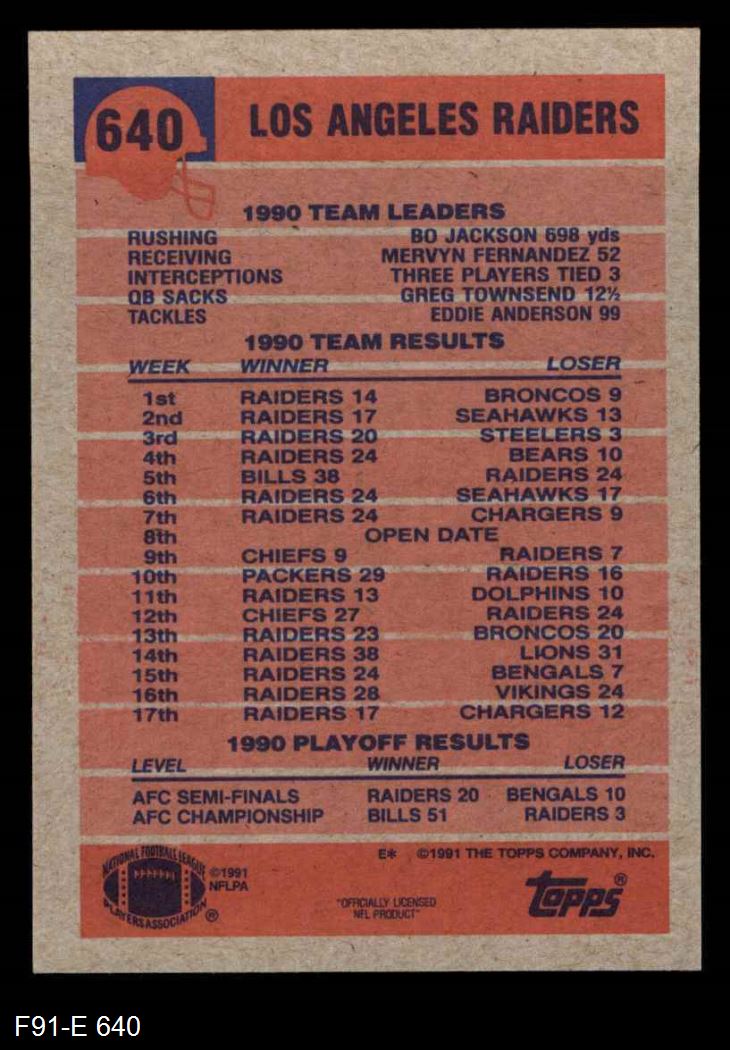 640 LOS ANGELES RAIDERS
1990 TEAM LEADERS
RUSHING BO JACKSON 698 yds
RECEIVING MERVYN FERNANDEZ 52
INTERCEPTIONS THREE PLAYERS TIED 3
QB SACKS GREG TOWNSEND 12½
TACKLES EDDIE ANDERSON 99
1990 TEAM RESULTS
WEEK WINNER LOSER
1st RAIDERS 14 BRONCOS 9
2nd RAIDERS 17 SEAHAWKS 13
3rd RAIDERS 20 STEELERS 3
4th RAIDERS 24 BEARS 10
5th BILLS 38 RAIDERS 24
6th RAIDERS 24 SEAHAWKS 17
7th RAIDERS 24 CHARGERS 9
8th OPEN DATE
9th CHIEFS 9 RAIDERS 7
10th PACKERS 29 RAIDERS 16
11th RAIDERS 13 DOLPHINS 10
12th CHIEFS 27 RAIDERS 24
13th RAIDERS 23 BRONCOS 20
14th RAIDERS 38 LIONS 31
15th RAIDERS 24 BENGALS 7
16th RAIDERS 28 VIKINGS 24
17th RAIDERS 17 CHARGERS 12
1990 PLAYOFF RESULTS
LEVEL WINNER LOSER
AFC SEMI-FINALS RAIDERS 20 BENGALS 10
AFC CHAMPIONSHIP BILLS 51 RAIDERS 3
E* ©1991 THE TOPPS COMPANY, INC.
NATIONAL FOOTBALL LEAGUE
PLAYERS ASSOCIATION ®
©1991
NFLPA
"OFFICIALLY LICENSED
NFL PRODUCT"
Topps®
F91-E 640